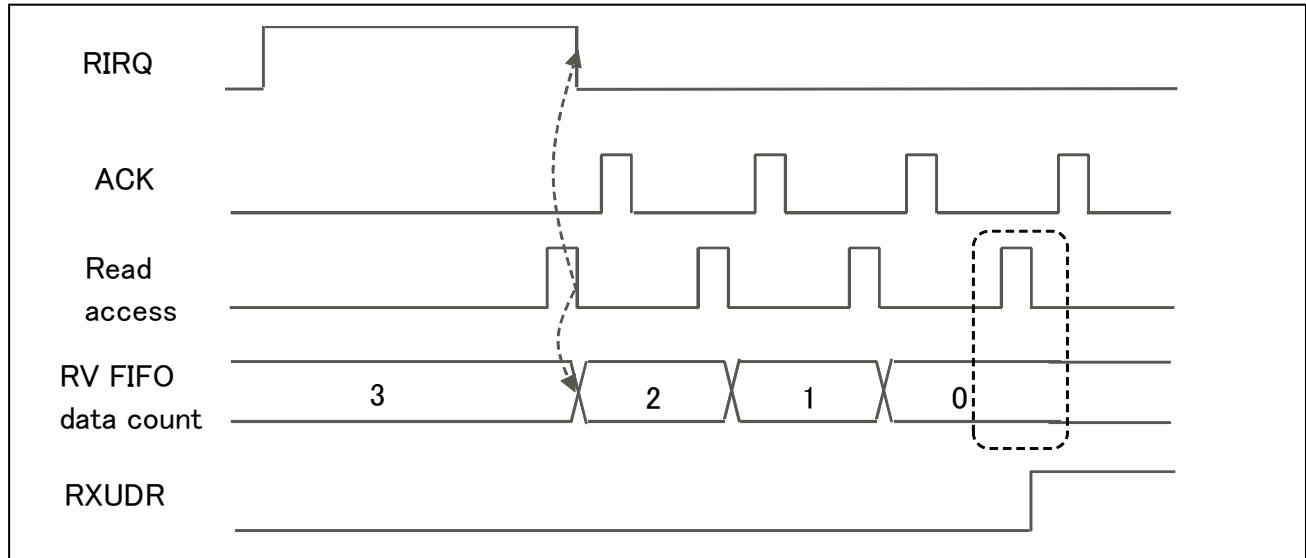 RIRQ
ACK
Read
access
RV FIFO
data count
3
2
1
0
RXUDR